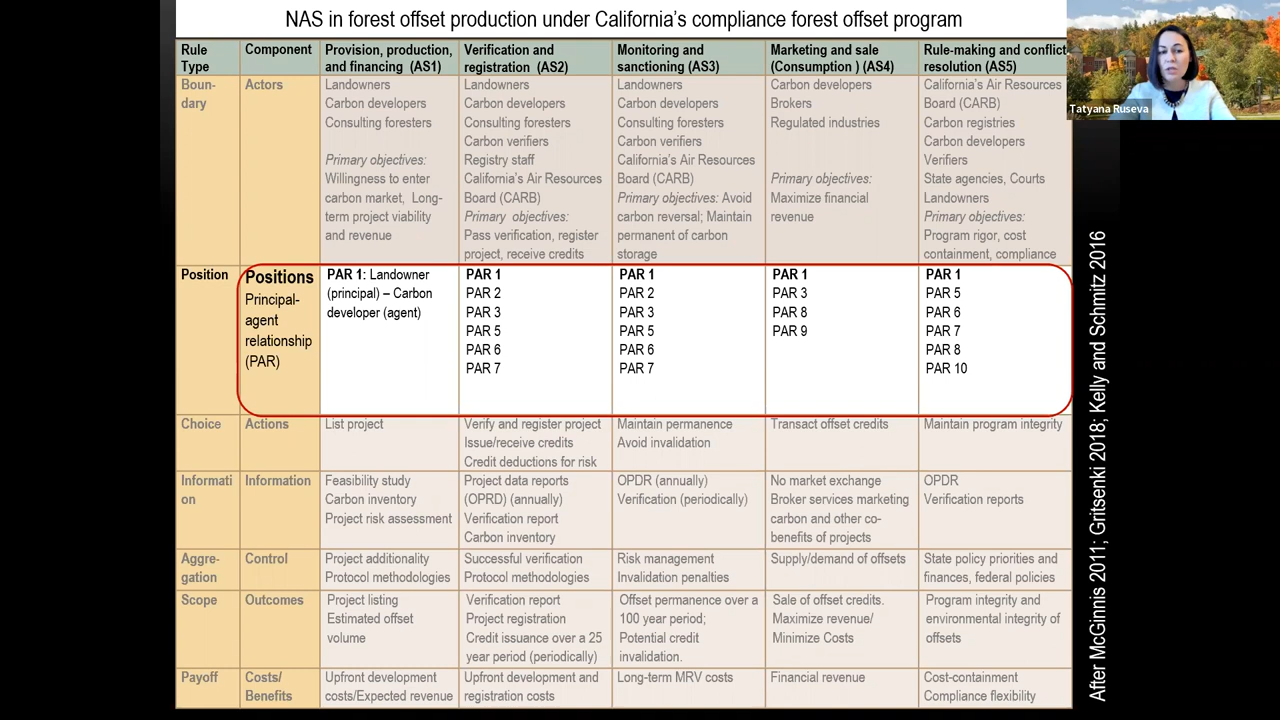 NAS in forest offset production under California's compliance forest offset program
Rule
Type
Component
Provision, production,
and financing (AS1)
Verification and
registration (AS2)
Monitoring and
sanctioning (AS3)
Marketing and sale
(Consumption ) (AS4)
Rule-making and conflict
resolution (AS5)
Boun-
dary
Actors
Landowners
Carbon developers
Consulting foresters
Primary objectives:
Willingness to enter
carbon market, Long-
term project viability
and revenue
Landowners
Carbon developers
Consulting foresters
Carbon verifiers
Registry staff
California's Air Resources
Board (CARB)
Primary objectives:
Pass verification, register
project, receive credits
Landowners
Carbon developers
Consulting foresters
Carbon verifiers
California's Air Resources
Board (CARB)
Primary objectives: Avoid
carbon reversal; Maintain
permanent of carbon
storage
Carbon developers
Brokers
Regulated industries
Primary objectives:
Maximize financial
revenue
California's Air Resources
Board (CARB)
Carbon registries
Carbon developers
Verifiers
State agencies, Courts
Landowners
Primary objectives:
Program rigor, cost
containment, compliance
Position
Positions
Principal-
agent
relationship
(PAR)
PAR 1: Landowner
(principal) – Carbon
developer (agent)
PAR 1
PAR 2
PAR 3
PAR 5
PAR 6
PAR 7
PAR 1
PAR 2
PAR 3
PAR 5
PAR 6
PAR 7
PAR 1
PAR 3
PAR 8
PAR 9
PAR 1
PAR 5
PAR 6
PAR 7
PAR 8
PAR 10
Choice
Actions
List project
Verify and register project
Issue/receive credits
Credit deductions for risk
Maintain permanence
Avoid invalidation
Transact offset credits
Maintain program integrity
Informati
on
Information
Feasibility study
Carbon inventory
Project risk assessment
Project data reports
(OPRD) (annually)
Verification report
Carbon inventory
OPDR (annually)
Verification (periodically)
No market exchange
Broker services marketing
carbon and other co-
benefits of projects
OPDR
Verification reports
Aggre-
gation
Control
Project additionality
Protocol methodologies
Successful verification
Protocol methodologies
Risk management
Invalidation penalties
Supply/demand of offsets
State policy priorities and
finances, federal policies
Scope
Outcomes
Project listing
Estimated offset
volume
Verification report
Project registration
Credit issuance over a 25
year period (periodically)
Offset permanence over a
100 year period;
Potential credit
invalidation.
Sale of offset credits.
Maximize revenue/
Minimize Costs
Program integrity and
environmental integrity of
offsets
Payoff
Costs/
Benefits
Upfront development
costs/Expected revenue
Upfront development and
registration costs
Long-term MRV costs
Financial revenue
Cost-containment
Compliance flexibility
After McGinnis 2011; Gritsenki 2018; Kelly and Schmitz 2016
Tatyana Ruseva